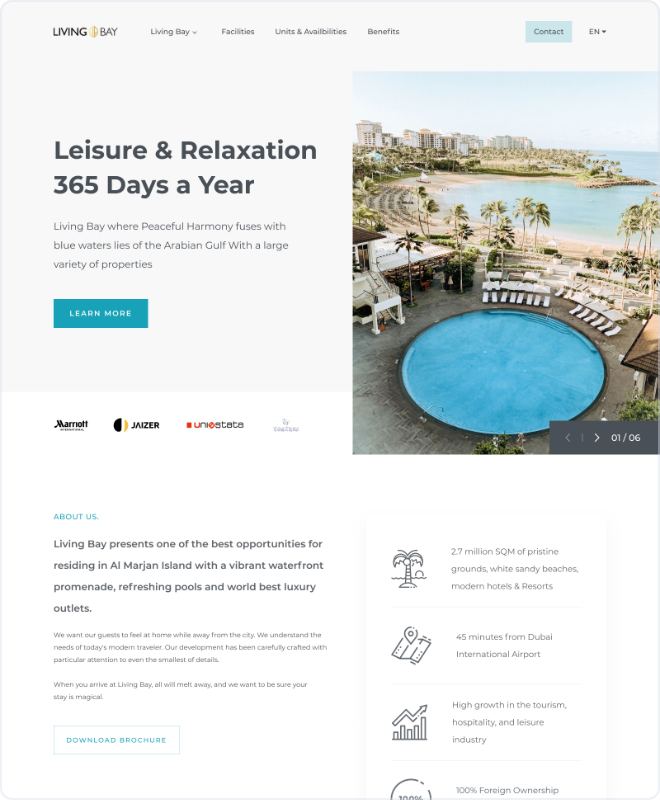 LIVING BAY
Living Bay Facilities Units & Availbilities Benefits Contact EN
Leisure & Relaxation
365 Days a Year
Living Bay where Peaceful Harmony fuses with
blue waters lies of the Arabian Gulf With a large
variety of properties
LEARN MORE
01 / 06
Marriott
INTERNATIONAL
JAIZER
uniestata
ABOUT US.
Living Bay presents one of the best opportunities for
residing in Al Marjan Island with a vibrant waterfront
promenade, refreshing pools and world best luxury
outlets.
We want our guests to feel at home while away from the city. We understand the
needs of today's modern traveler. Our development has been carefully crafted with
particular attention to even the smallest of details.
When you arrive at Living Bay, all will melt away, and we want to be sure your
stay is magical.
DOWNLOAD BROCHURE
2.7 million SQM of pristine
grounds, white sandy beaches,
modern hotels & Resorts
45 minutes from Dubai
International Airport
High growth in the tourism,
hospitality, and leisure
industry
100%
100% Foreign Ownership